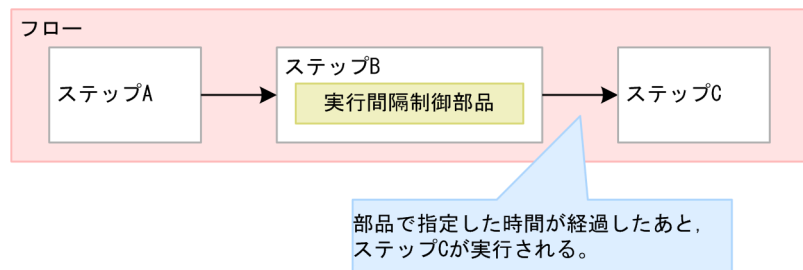 フロー
ステップA
ステップB
実行間隔制御部品
ステップC
部品で指定した時間が経過したあと,
ステップCが実行される。